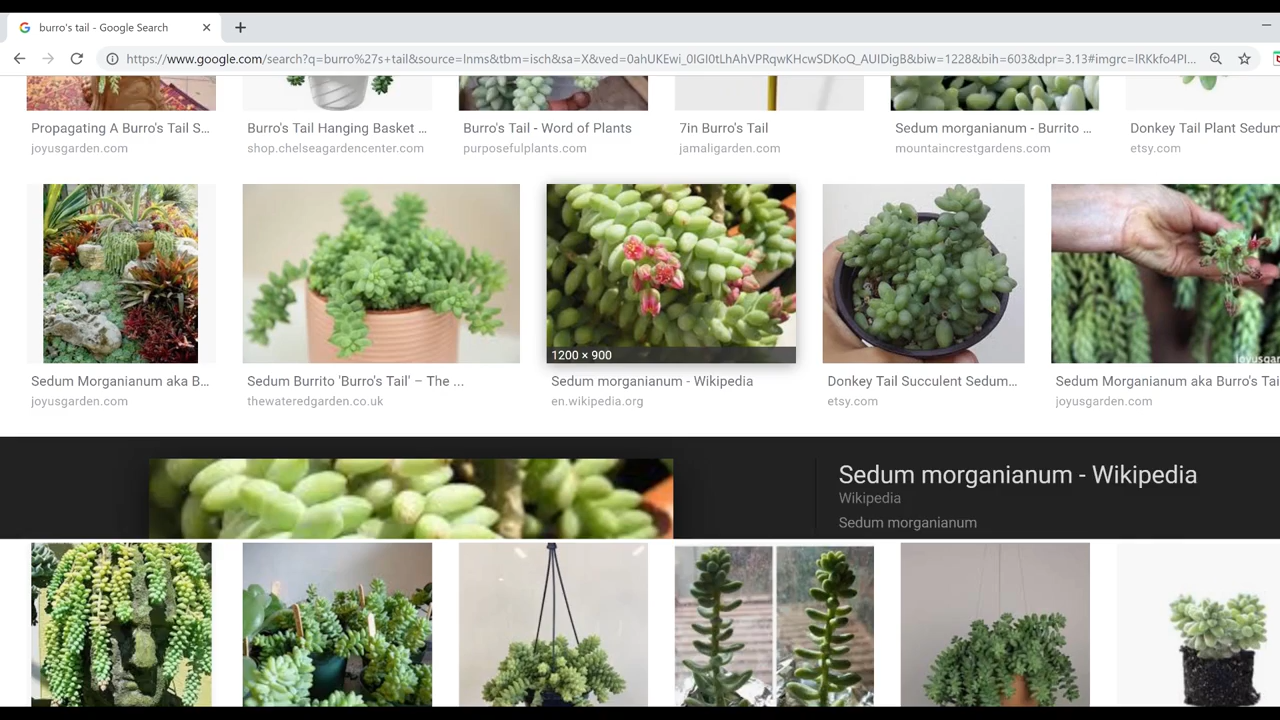 burro's tail - Google Search
https://www.google.com/search?q=burro%27s+tail&source=lnms&tbm=isch&sa=X&ved=0ahUKEwi_0IGI0tLhAhVPRqwKHcwSDKoQ_AUIDigB&biw=1228&bih=603&dpr=3.13#imgrc=IRKkfo4PI...
Propagating A Burro's Tail S... Burro's Tail Hanging Basket ... Burro's Tail - Word of Plants 7in Burro's Tail Sedum morganianum - Burrito ... Donkey Tail Plant Sedum
joyusgarden.com shop.chelseagardencenter.com purposefulplants.com jamaligarden.com mountaincrestgardens.com etsy.com
1200 × 900
joyusgarden
Sedum Morganianum aka B... Sedum Burrito 'Burro's Tail' – The ... Sedum morganianum - Wikipedia Donkey Tail Succulent Sedum... Sedum Morganianum aka Burro's Tai
joyusgarden.com thewateredgarden.co.uk en.wikipedia.org etsy.com joyusgarden.com
Sedum morganianum - Wikipedia
Wikipedia
Sedum morganianum